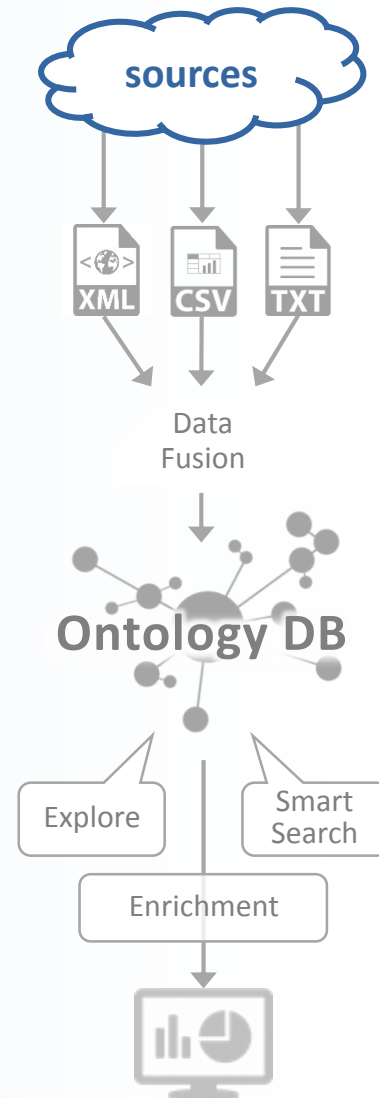 sources
XML
CSV
TXT
Data
Fusion
Ontology DB
Explore
Smart
Search
Enrichment